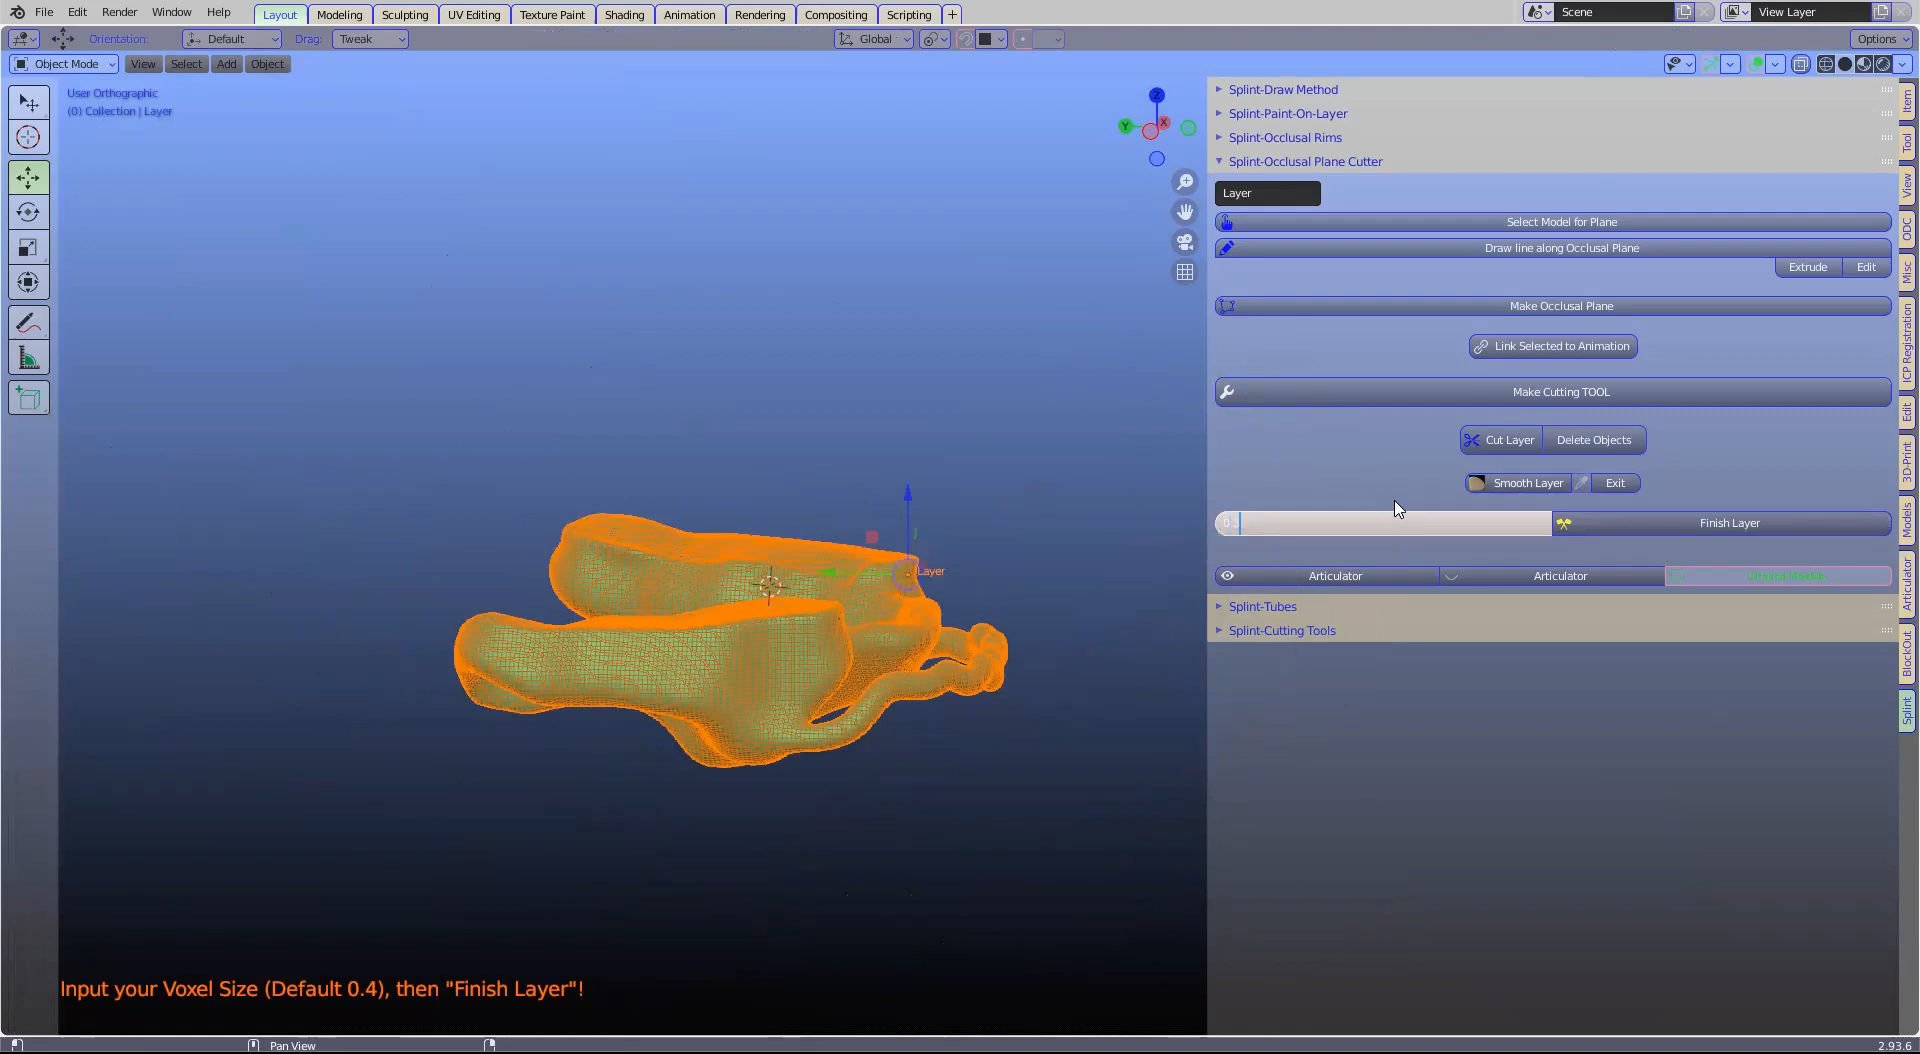 File Edit Render Window Help Layout Modeling Sculpting UV Editing Texture Paint Shading Animation Rendering Compositing Scripting + Scene View Layer
Orientation: Default Drag: Tweak Global Options
Object Mode View Select Add Object
User Orthographic
(0) Collection | Layer
Z
Y X
Layer
Input your Voxel Size (Default 0.4), then "Finish Layer"!
Splint-Draw Method
Splint-Paint-On-Layer
Splint-Occlusal Rims
Splint-Occlusal Plane Cutter
Layer
Select Model for Plane
Draw line along Occlusal Plane
Extrude Edit
Make Occlusal Plane
Link Selected to Animation
Make Cutting TOOL
Cut Layer Delete Objects
Smooth Layer Exit
Finish Layer
Articulator Articulator
Splint-Tubes
Splint-Cutting Tools
Item
Tool
View
ODC
Misc
ICP Registration
Edit
3D-Print
Models
Articulator
BlockOut
Splint
Pan View 2.93.6